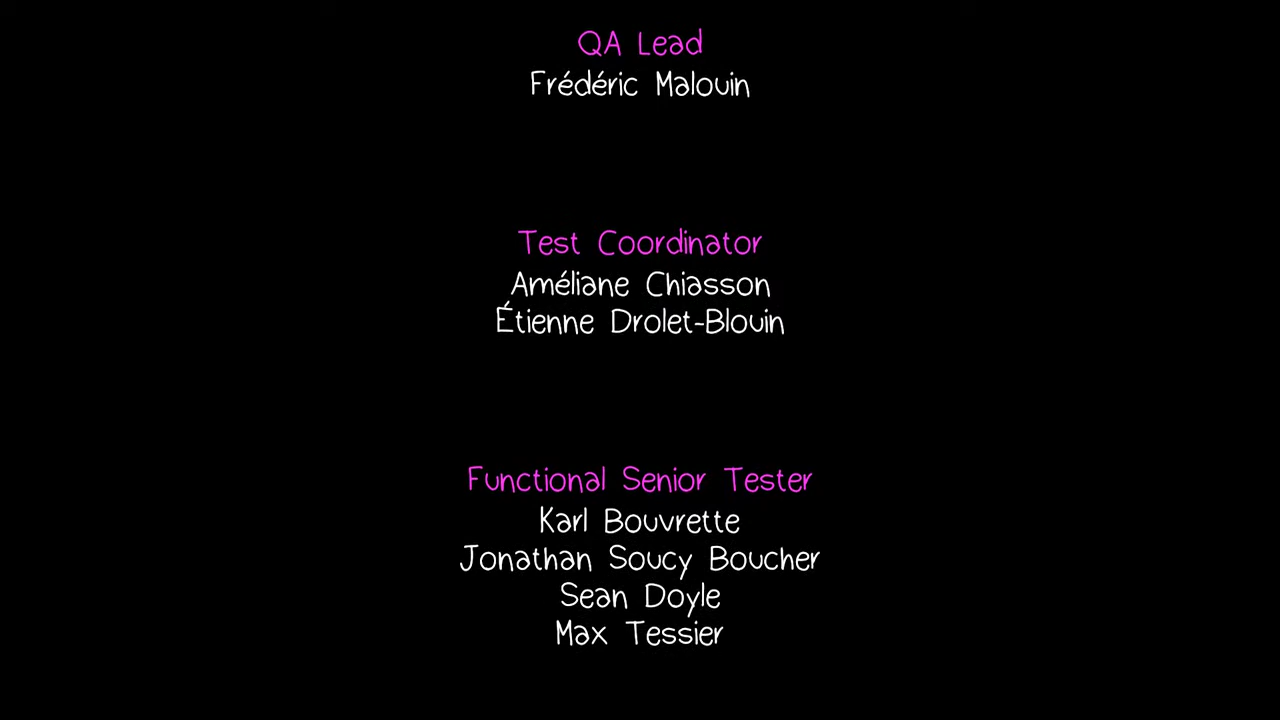 QA Lead
Frédéric Malouin
Test Coordinator
Améliane Chiasson
Étienne Drolet-Blouin
Functional Senior Tester
Karl Bouvrette
Jonathan Soucy Boucher
Sean Doyle
Max Tessier